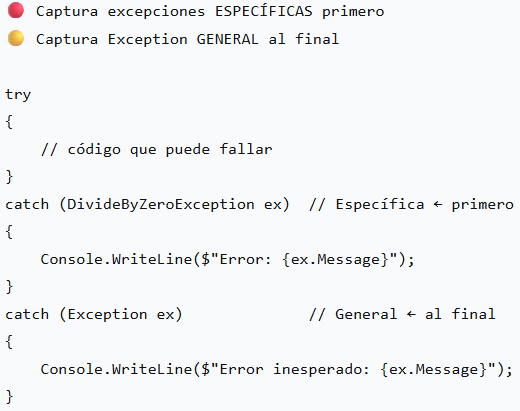 🔴 Captura excepciones ESPECÍFICAS primero
🟡 Captura Exception GENERAL al final

try
{
    // código que puede fallar
}
catch (DivideByZeroException ex)  // Específica ← primero
{
    Console.WriteLine($"Error: {ex.Message}");
}
catch (Exception ex)              // General ← al final
{
    Console.WriteLine($"Error inesperado: {ex.Message}");
}